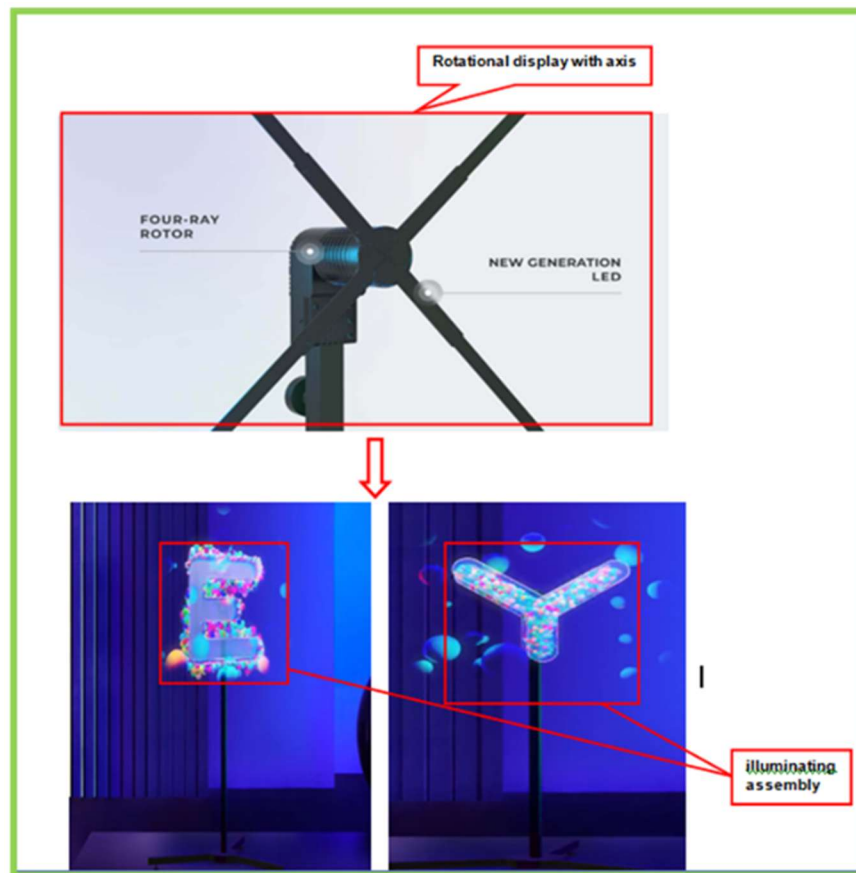 Rotational display with axis
FOUR-RAY
ROTOR
NEW GENERATION
LED
E
Y
illuminating
assembly